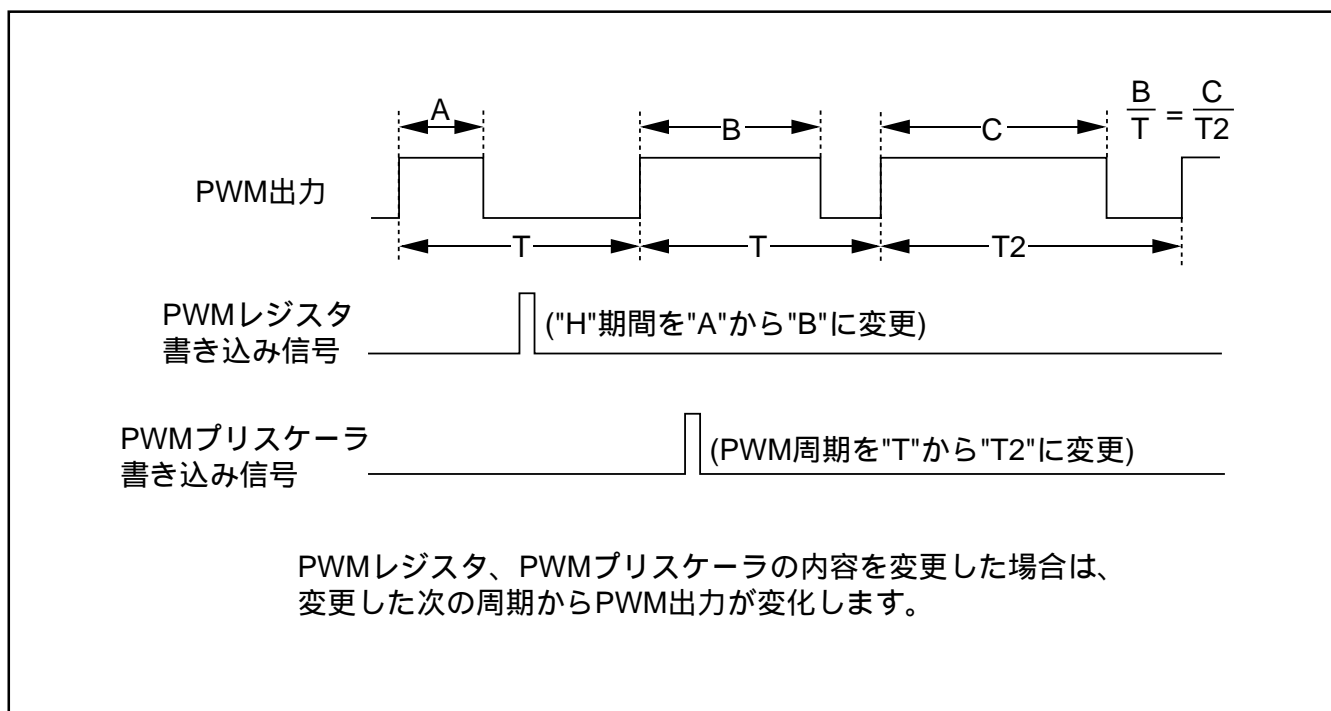 A
B
C
B/T = C/T2
PWM出力
T
T
T2
PWMレジスタ
書き込み信号
("H"期間を"A"から"B"に変更)
PWMプリスケーラ
書き込み信号
(PWM周期を"T"から"T2"に変更)
PWMレジスタ、PWMプリスケーラの内容を変更した場合は、
変更した次の周期からPWM出力が変化します。